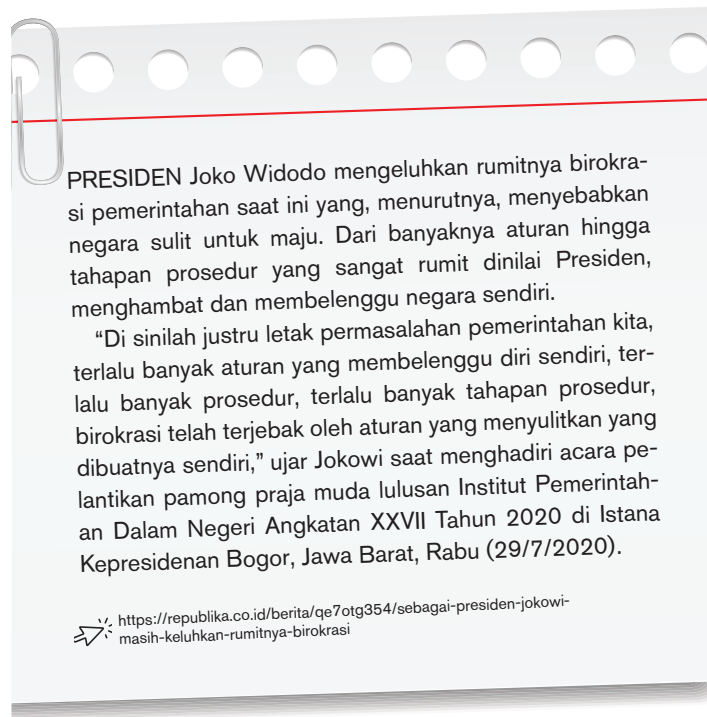 PRESIDEN Joko Widodo mengeluhkan rumitnya birokra-
si pemerintahan saat ini yang, menurutnya, menyebabkan
negara sulit untuk maju. Dari banyaknya aturan hingga
tahapan prosedur yang sangat rumit dinilai Presiden,
menghambat dan membelenggu negara sendiri.
“Di sinilah justru letak permasalahan pemerintahan kita,
terlalu banyak aturan yang membelenggu diri sendiri, ter-
lalu banyak prosedur, terlalu banyak tahapan prosedur,
birokrasi telah terjebak oleh aturan yang menyulitkan yang
dibuatnya sendiri,” ujar Jokowi saat menghadiri acara pe-
lantikan pamong praja muda lulusan Institut Pemerintah-
an Dalam Negeri Angkatan XXVII Tahun 2020 di Istana
Kepresidenan Bogor, Jawa Barat, Rabu (29/7/2020).
https://republika.co.id/berita/qe7otg354/sebagai-presiden-jokowi-
masih-keluhkan-rumitnya-birokrasi